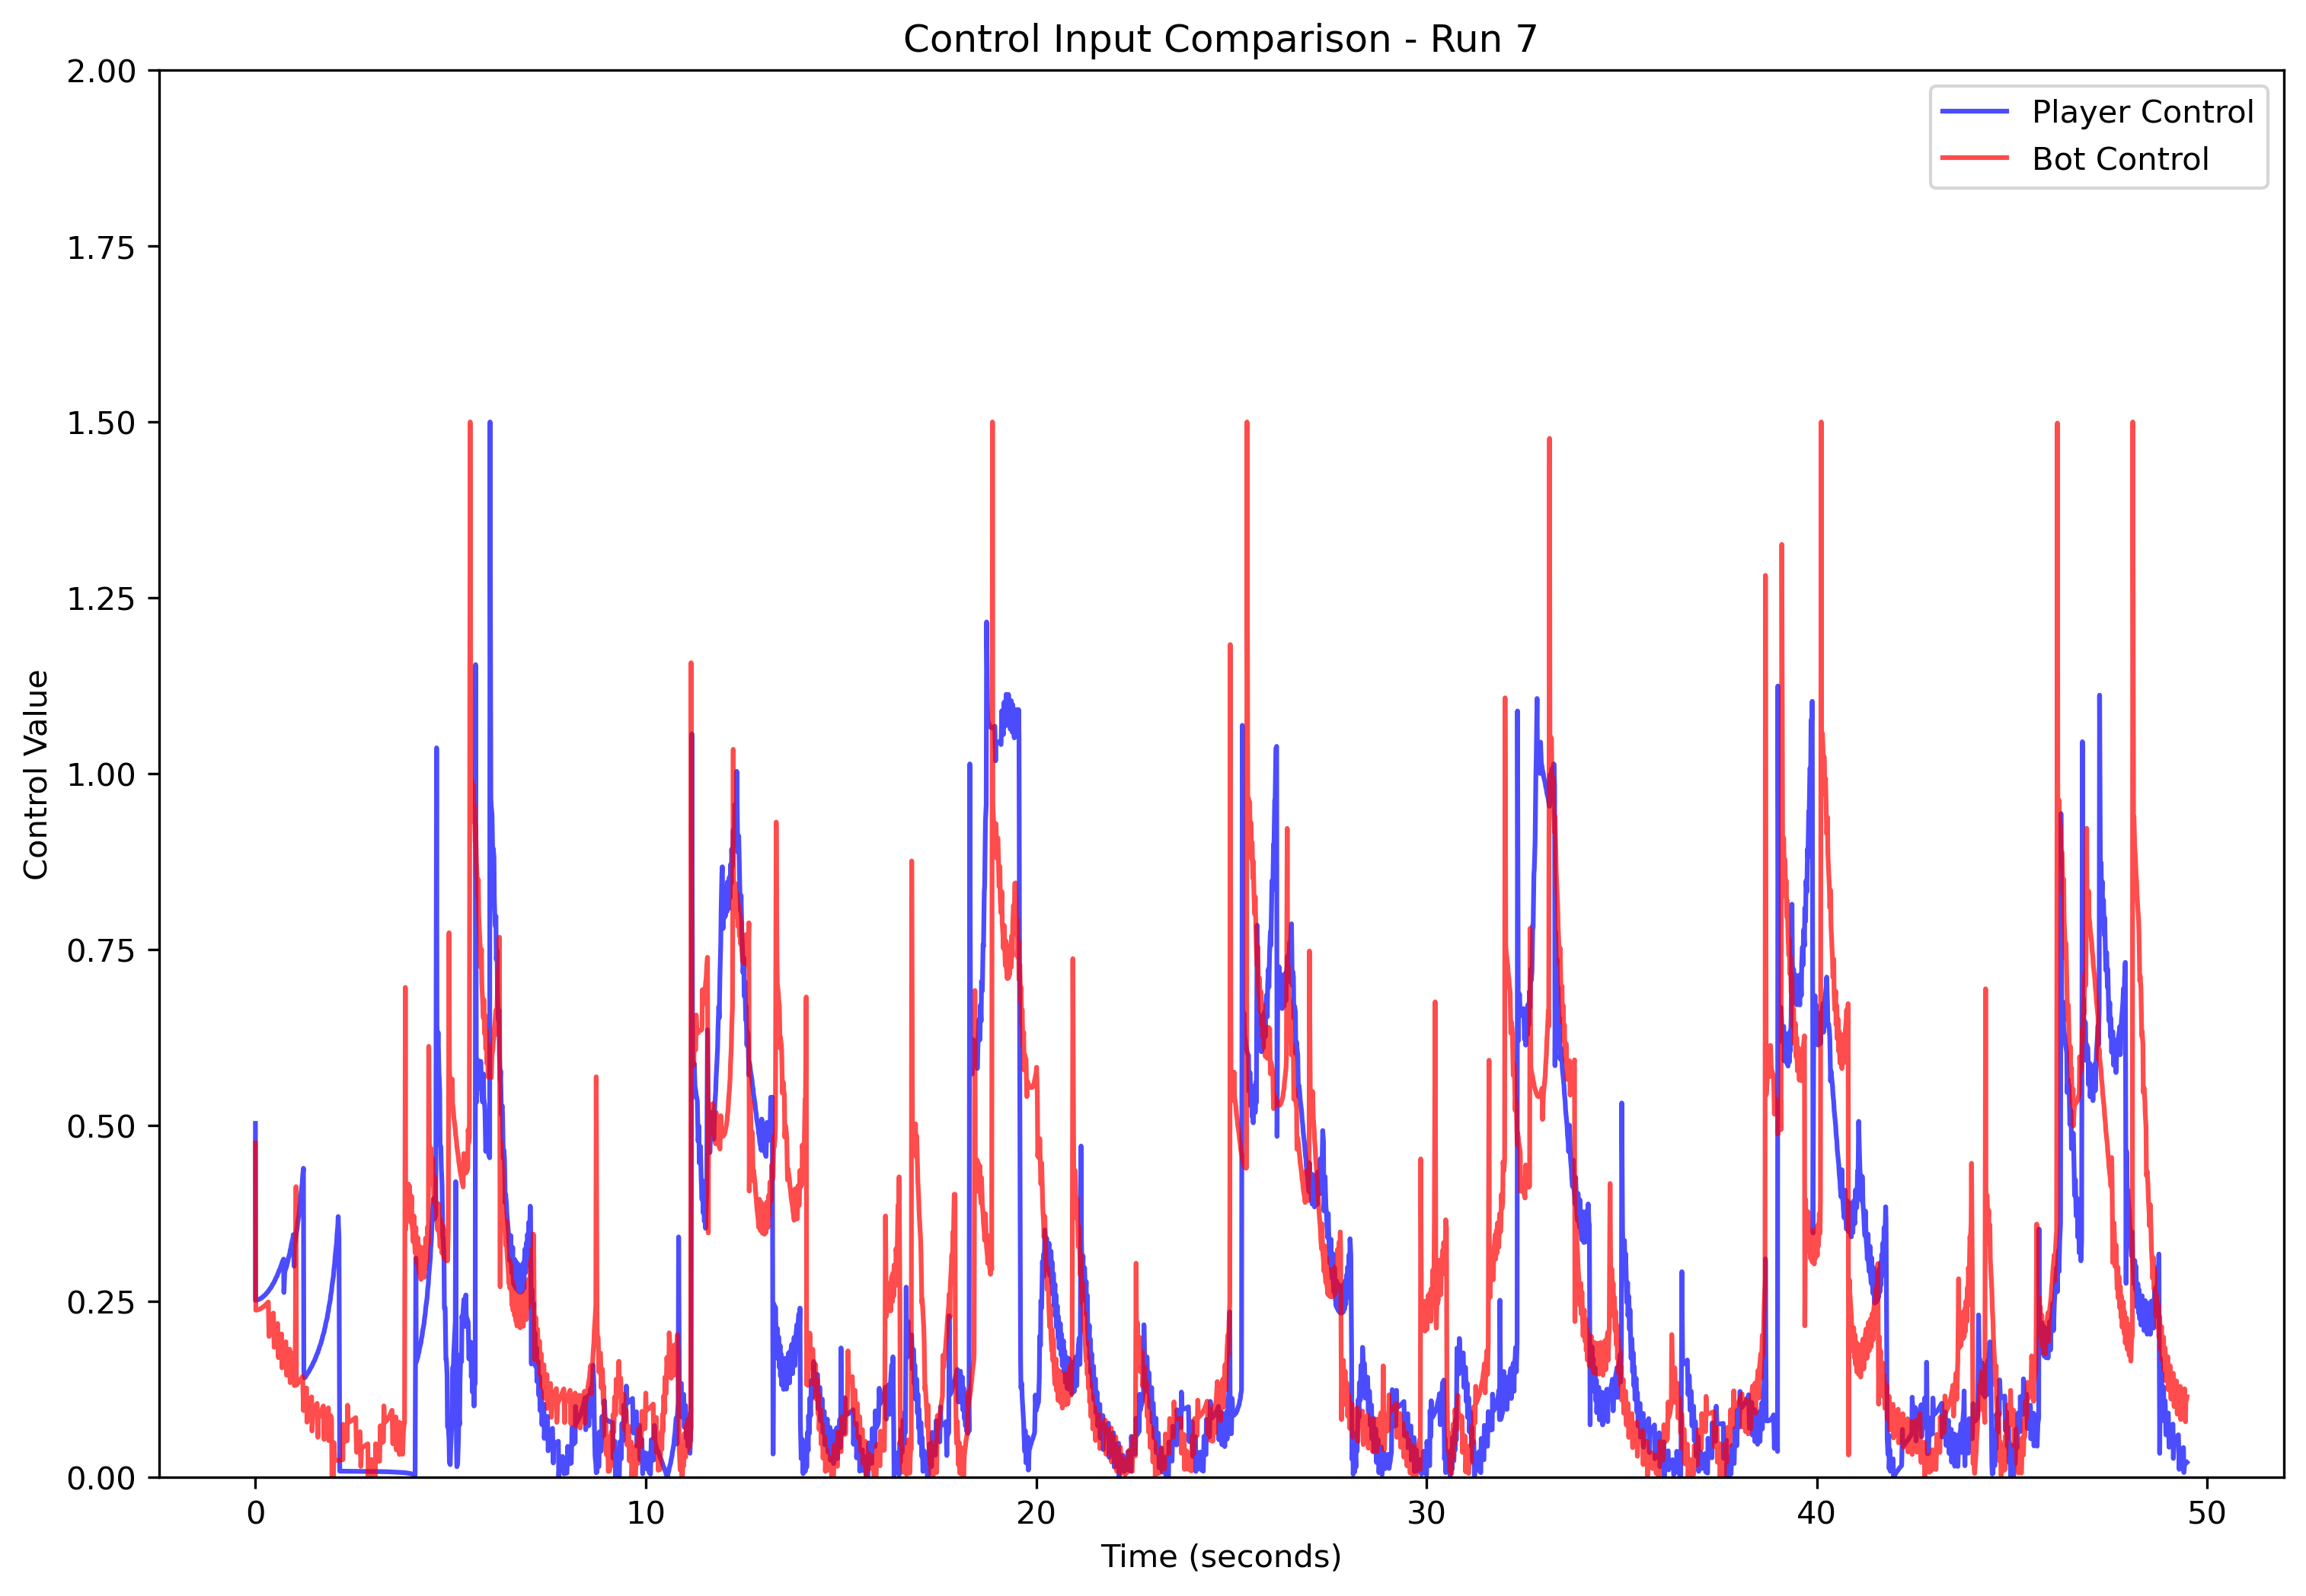 Control Input Comparison - Run 7
Player Control
Bot Control
Control Value
2.00
1.75
1.50
1.25
1.00
0.75
0.50
0.25
0.00
0 10 20 30 40 50
Time (seconds)